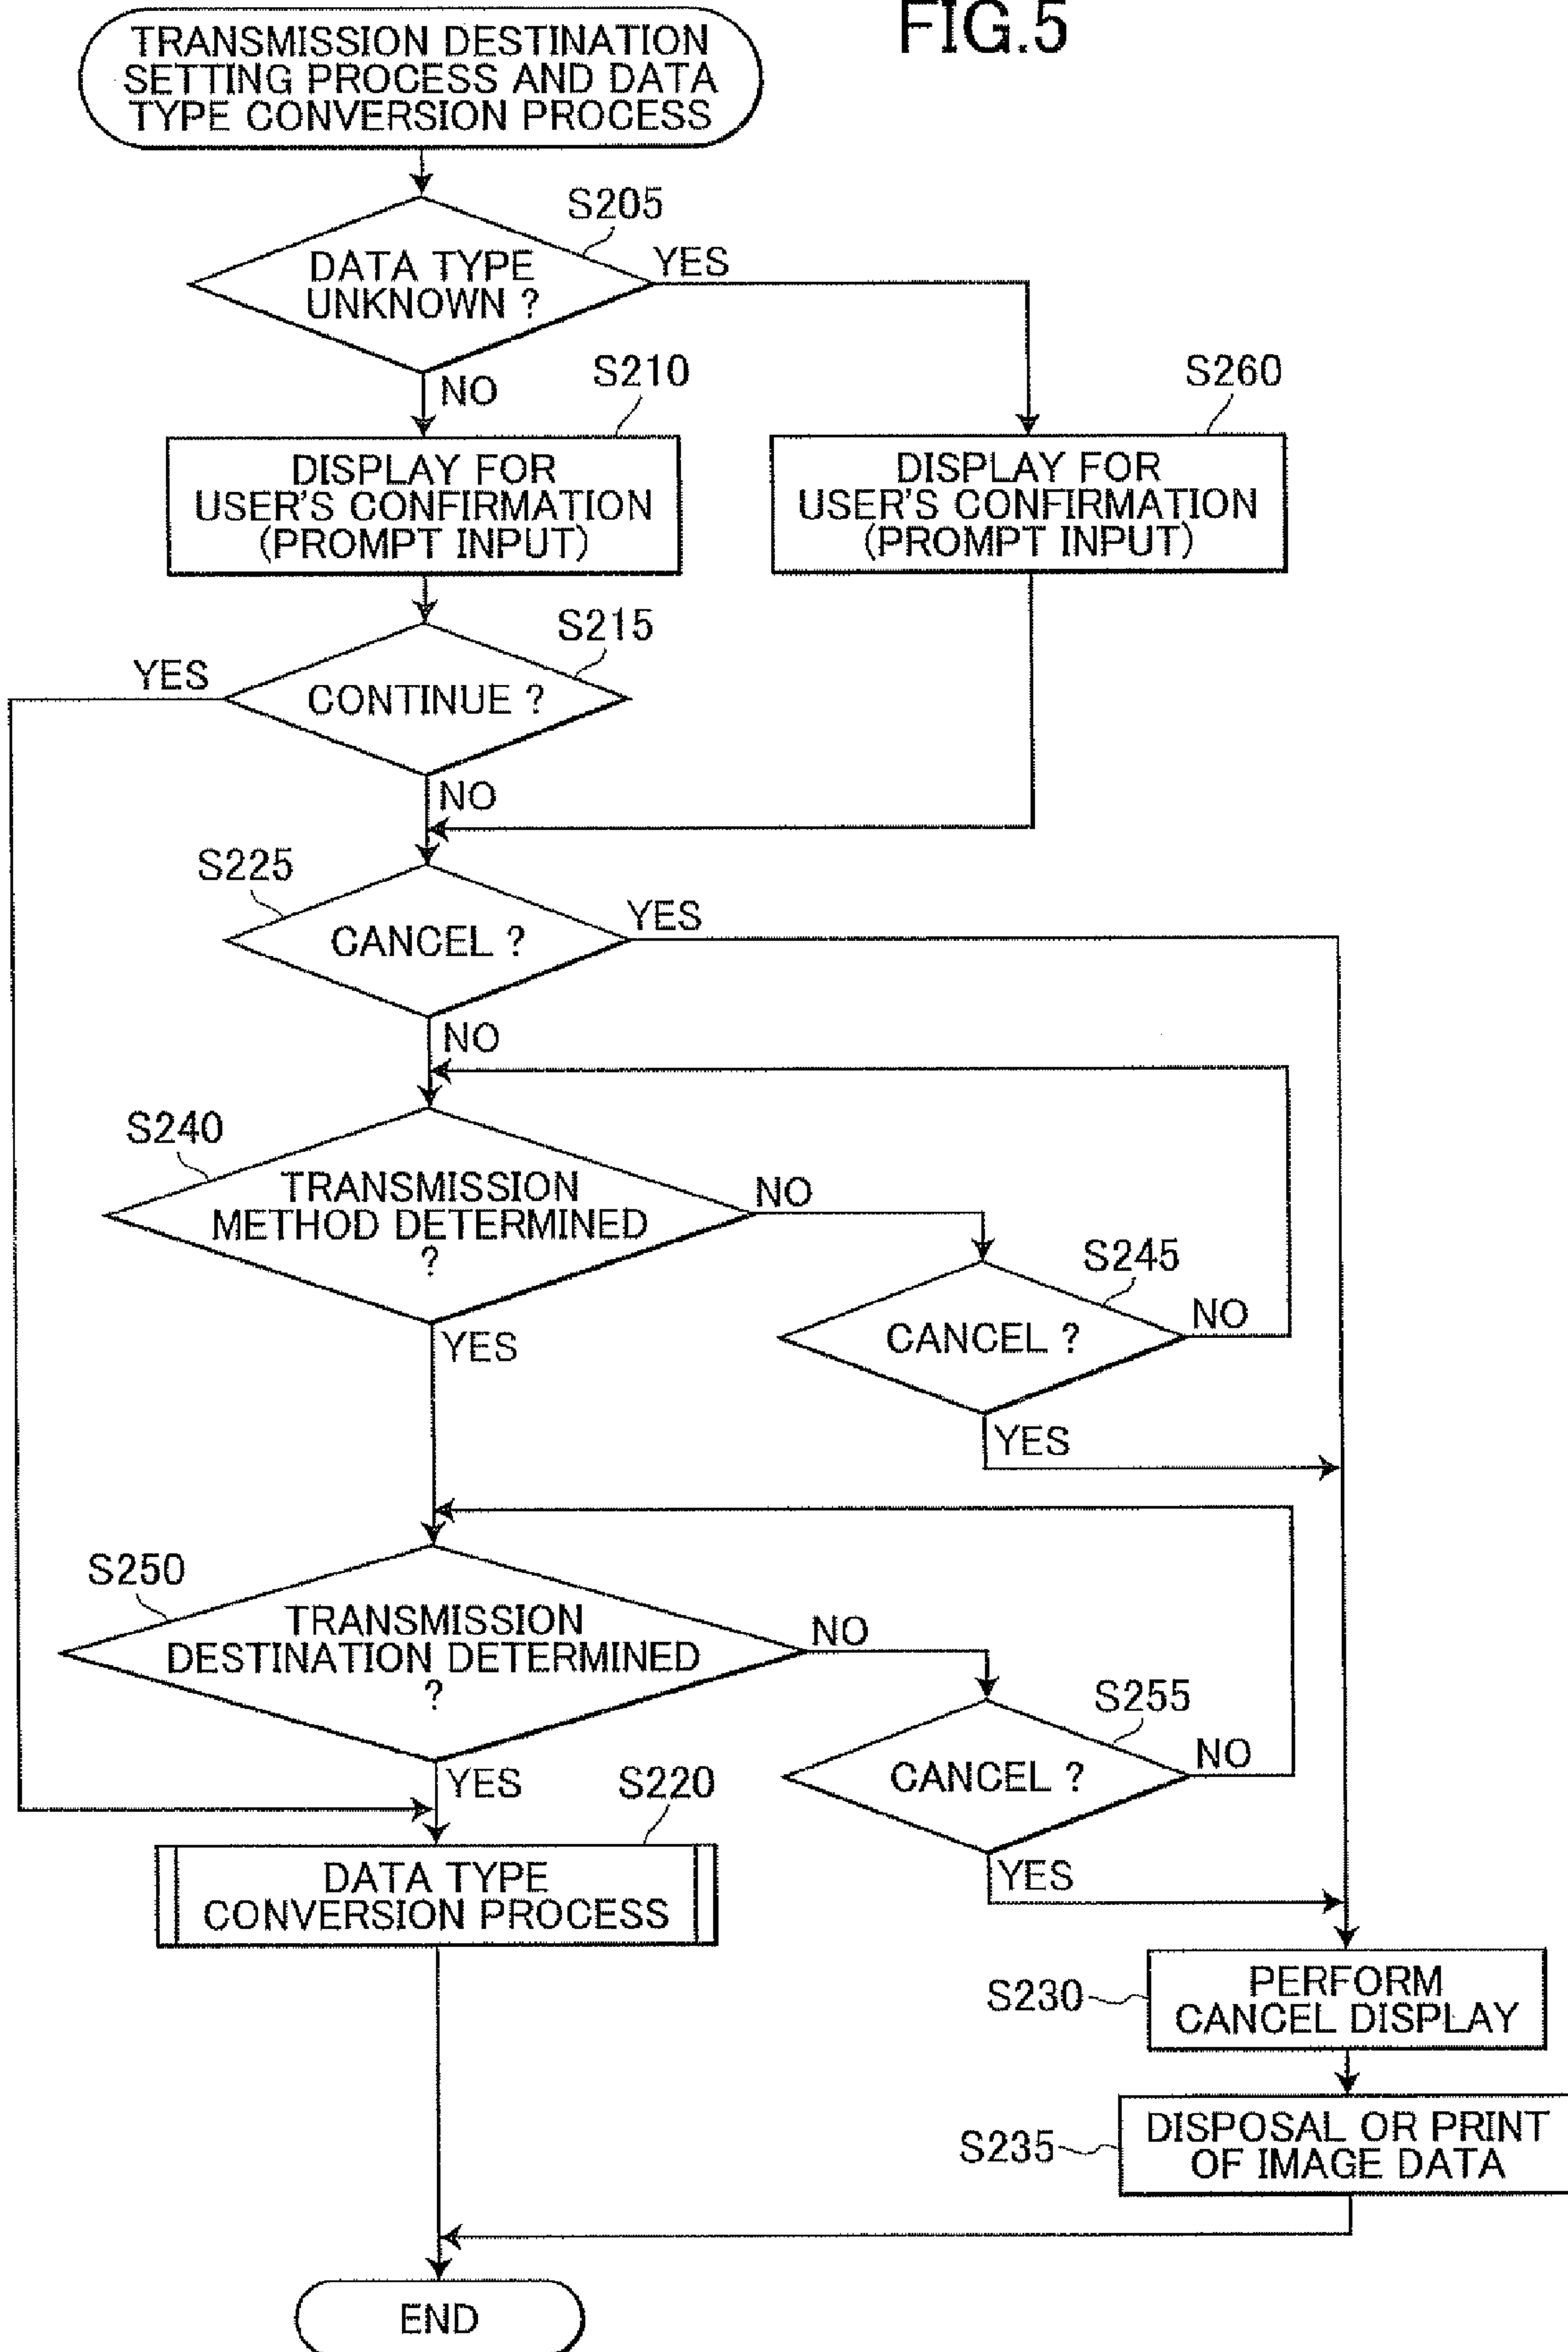 FIG.5
TRANSMISSION DESTINATION
SETTING PROCESS AND DATA
TYPE CONVERSION PROCESS
S205
DATA TYPE
UNKNOWN ?
YES
NO
S210
S260
DISPLAY FOR
USER'S CONFIRMATION
(PROMPT INPUT)
DISPLAY FOR
USER'S CONFIRMATION
(PROMPT INPUT)
S215
YES
CONTINUE ?
NO
S225
YES
CANCEL ?
NO
S240
TRANSMISSION
METHOD DETERMINED
?
NO
S245
CANCEL ?
NO
YES
YES
S250
TRANSMISSION
DESTINATION DETERMINED
?
NO
S255
CANCEL ?
NO
YES
S220
YES
DATA TYPE
CONVERSION PROCESS
S230
PERFORM
CANCEL DISPLAY
S235
DISPOSAL OR PRINT
OF IMAGE DATA
END